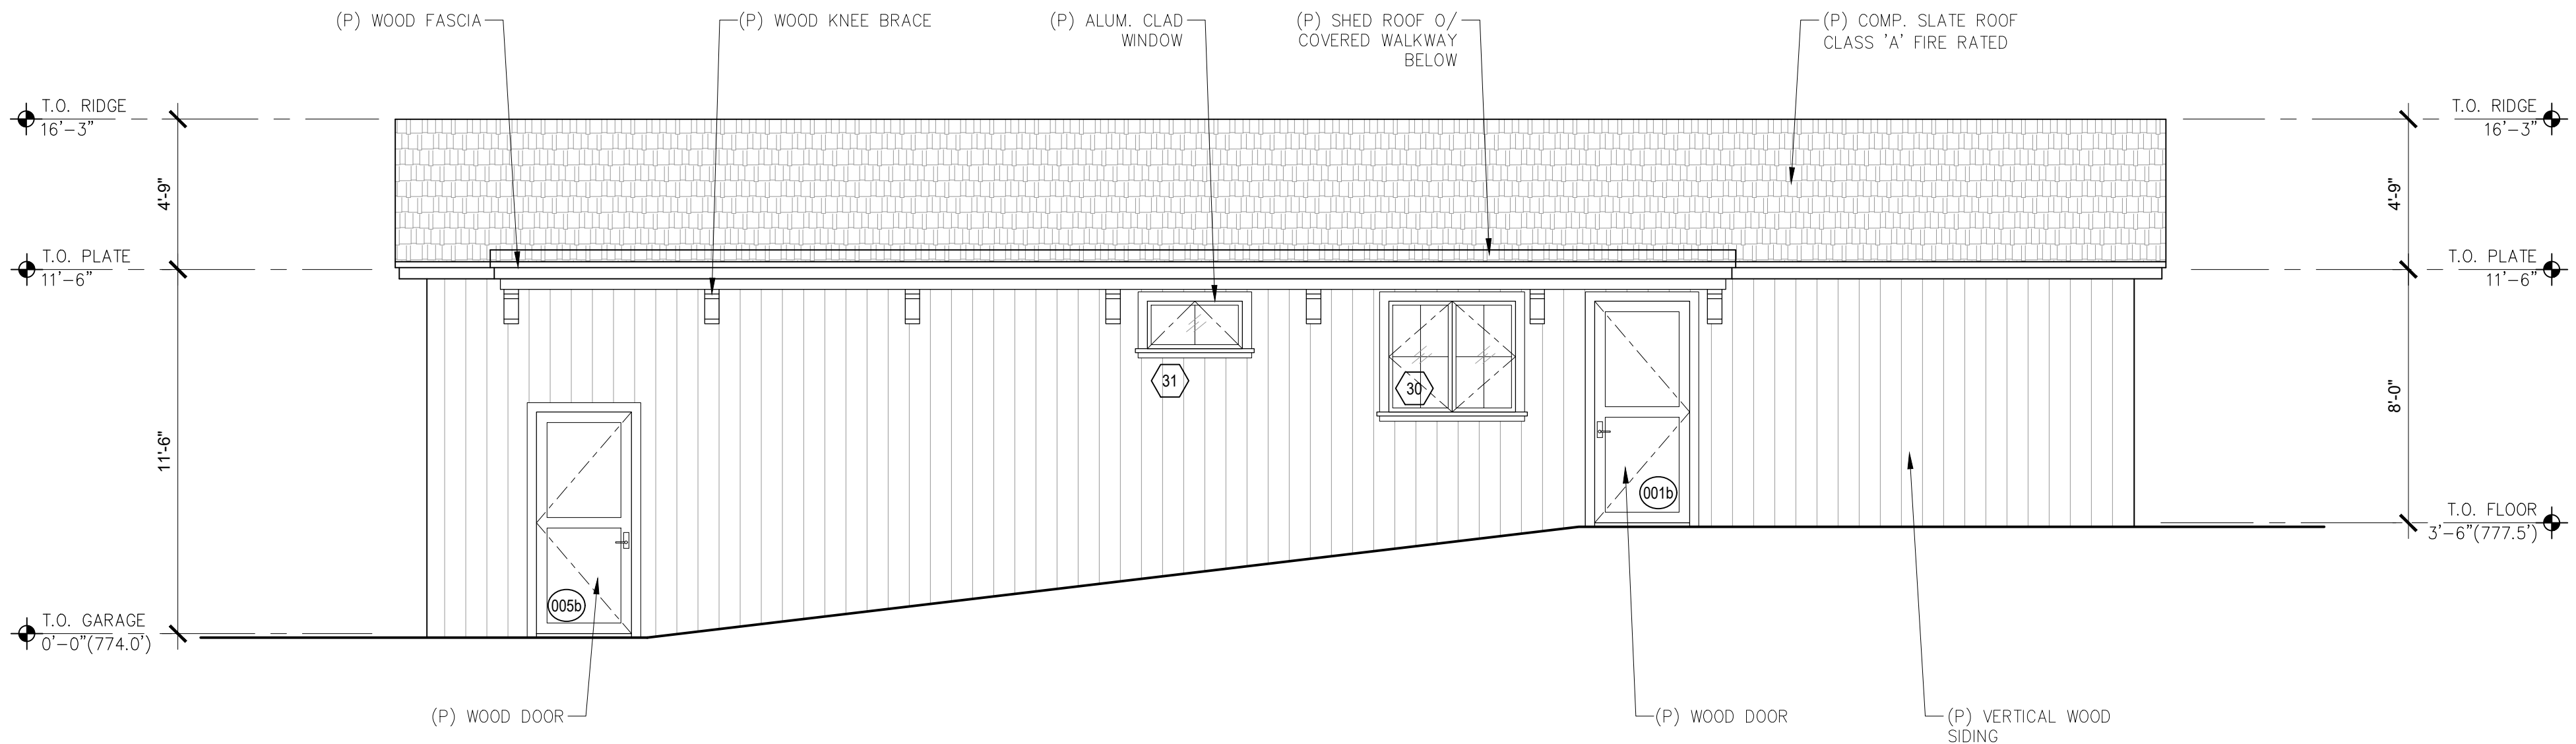 (P) WOOD FASCIA
(P) WOOD KNEE BRACE
(P) ALUM. CLAD
WINDOW
(P) SHED ROOF O/
COVERED WALKWAY
BELOW
(P) COMP. SLATE ROOF
CLASS 'A' FIRE RATED
T.O. RIDGE
16'-3"
T.O. RIDGE
16'-3"
4'-9"
4'-9"
T.O. PLATE
11'-6"
T.O. PLATE
11'-6"
31
30
8'-0"
11'-6"
001b
T.O. FLOOR
3'-6"(777.5')
005b
T.O. GARAGE
0'-0"(774.0')
(P) WOOD DOOR
(P) WOOD DOOR
(P) VERTICAL WOOD
SIDING